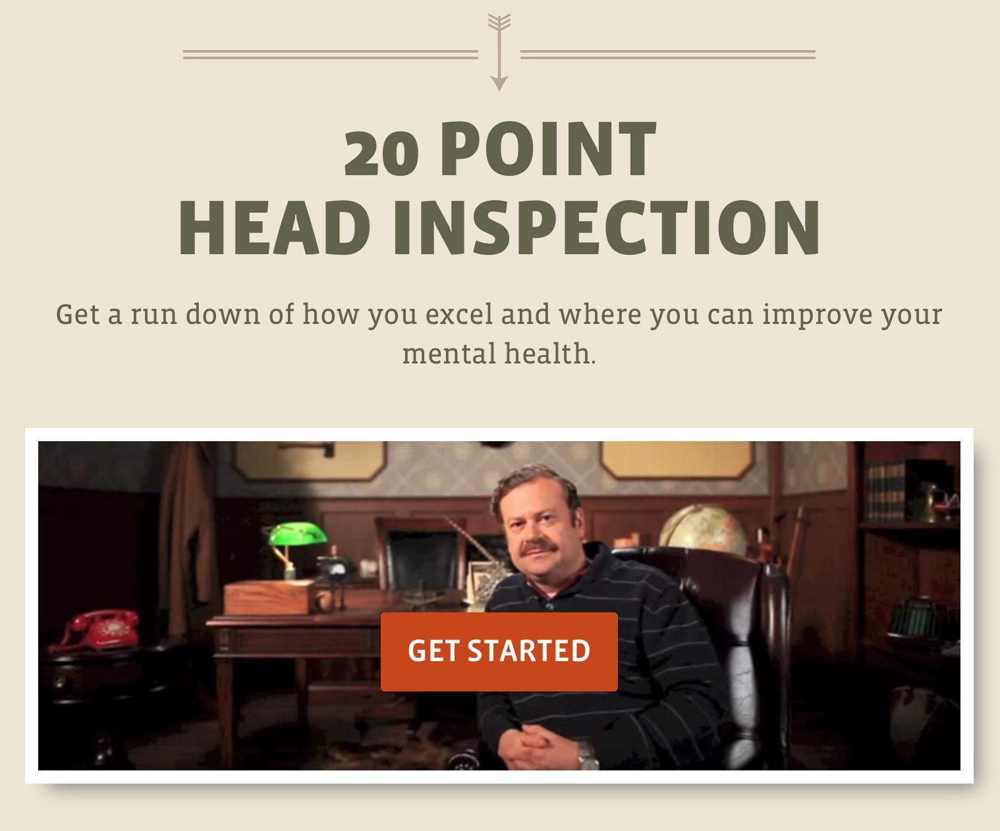 20 POINT
HEAD INSPECTION
Get a run down of how you excel and where you can improve your
mental health.
GET STARTED